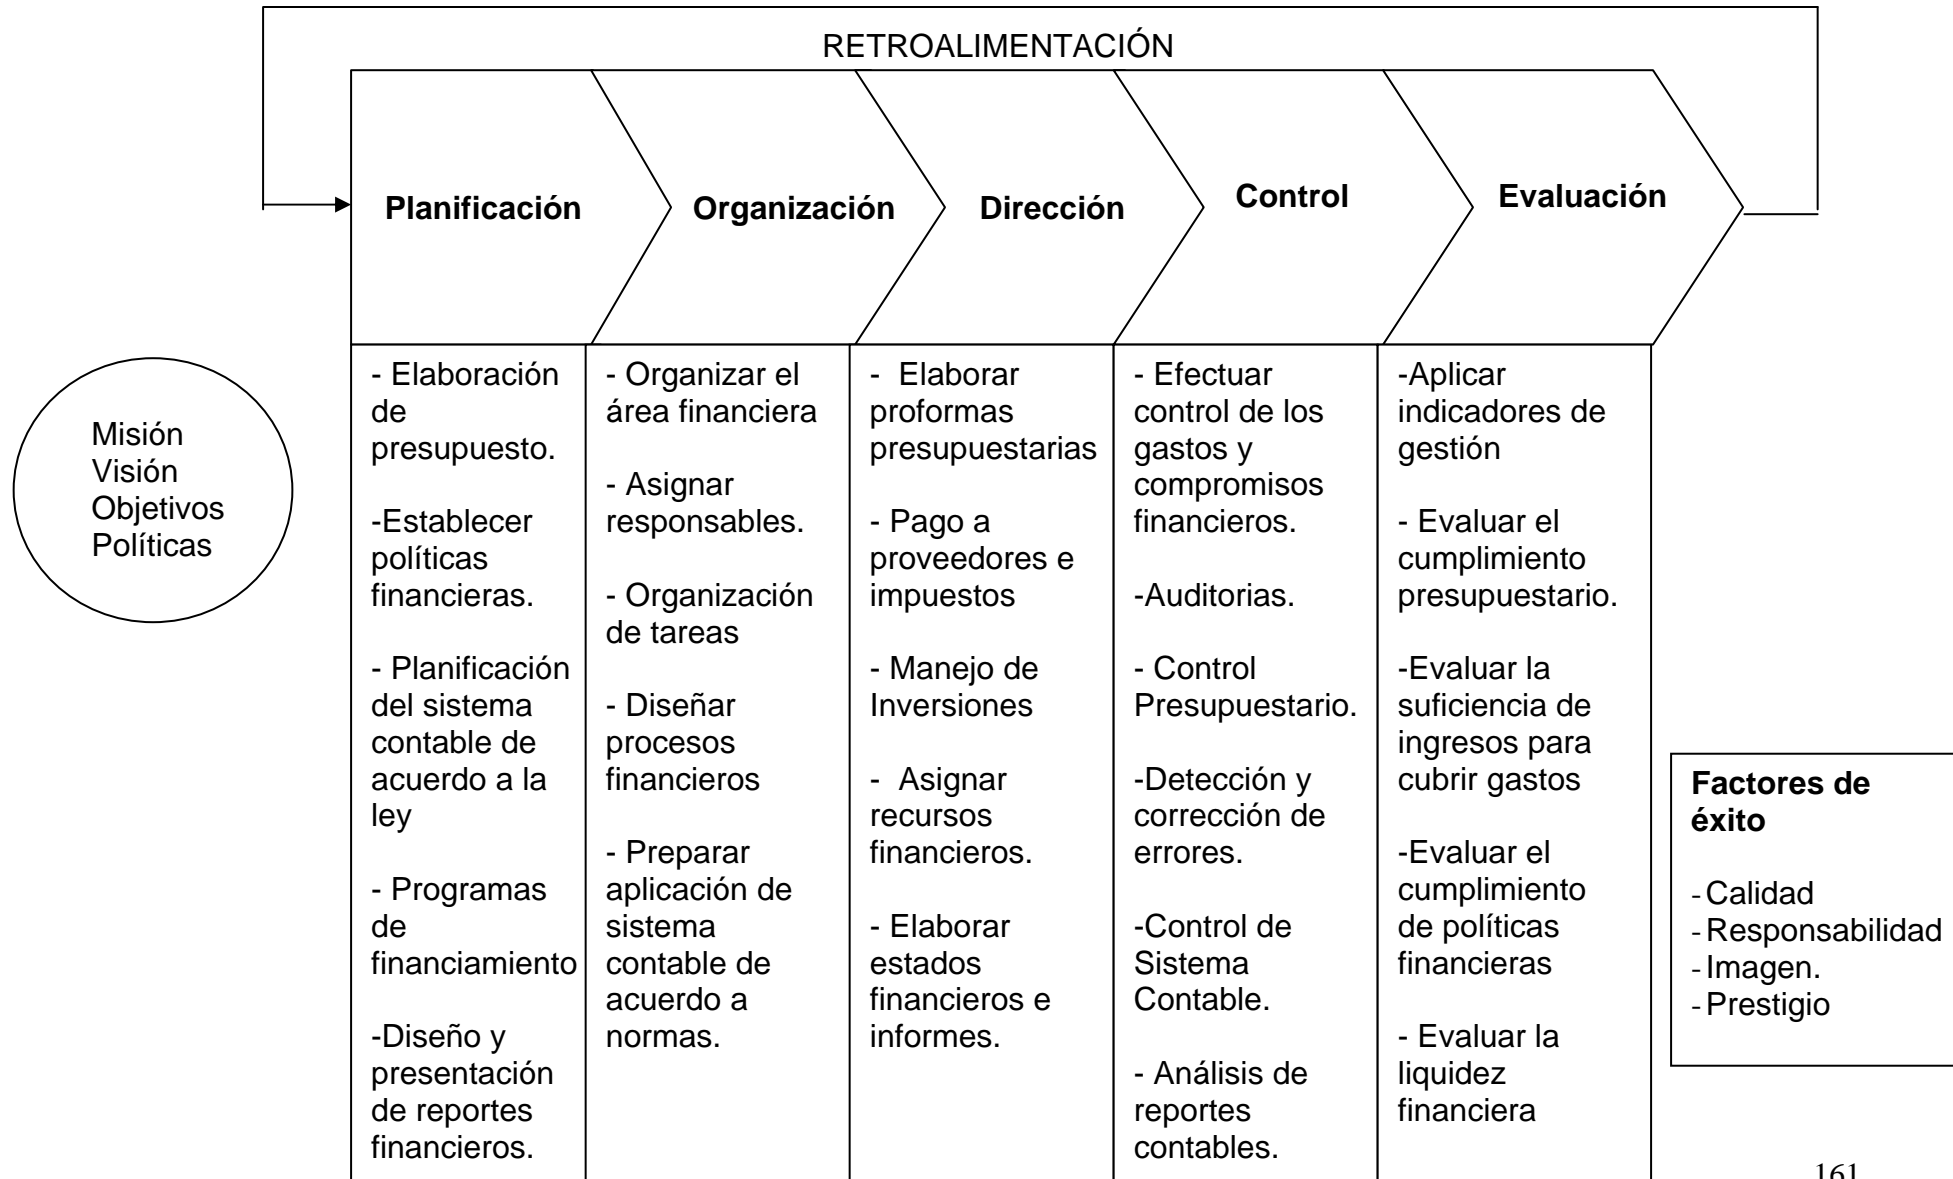 RETROALIMENTACIÓN
Planificación
Organización
Dirección
Control
Evaluación
Misión
Visión
Objetivos
Políticas
- Elaboración
de
presupuesto.
-Establecer
políticas
financieras.
- Planificación
del sistema
contable de
acuerdo a la
ley
- Programas
de
financiamiento
-Diseño y
presentación
de reportes
financieros.
- Organizar el
área financiera
- Asignar
responsables.
- Organización
de tareas
- Diseñar
procesos
financieros
- Preparar
aplicación de
sistema
contable de
acuerdo a
normas.
- Elaborar
proformas
presupuestarias
- Pago a
proveedores e
impuestos
- Manejo de
Inversiones
- Asignar
recursos
financieros.
- Elaborar
estados
financieros e
informes.
- Efectuar
control de los
gastos y
compromisos
financieros.
-Auditorias.
- Control
Presupuestario.
-Detección y
corrección de
errores.
-Control de
Sistema
Contable.
- Análisis de
reportes
contables.
-Aplicar
indicadores de
gestión
- Evaluar el
cumplimiento
presupuestario.
-Evaluar la
suficiencia de
ingresos para
cubrir gastos
-Evaluar el
cumplimiento
de políticas
financieras
- Evaluar la
liquidez
financiera
Factores de
éxito
- Calidad
- Responsabilidad
- Imagen.
- Prestigio
161